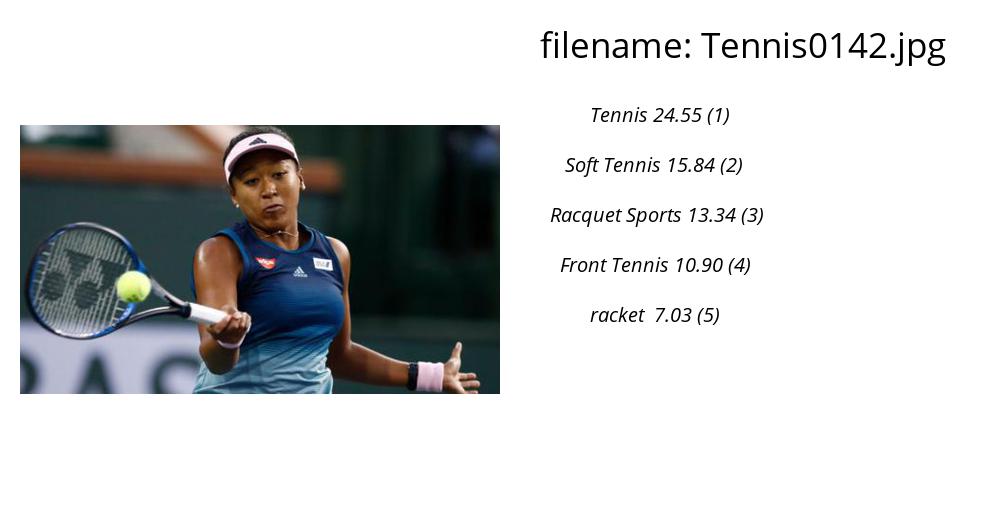 filename: Tennis0142.jpg
Tennis 24.55 (1)
Soft Tennis 15.84 (2)
Racquet Sports 13.34 (3)
Front Tennis 10.90 (4)
racket 7.03 (5)
adidas